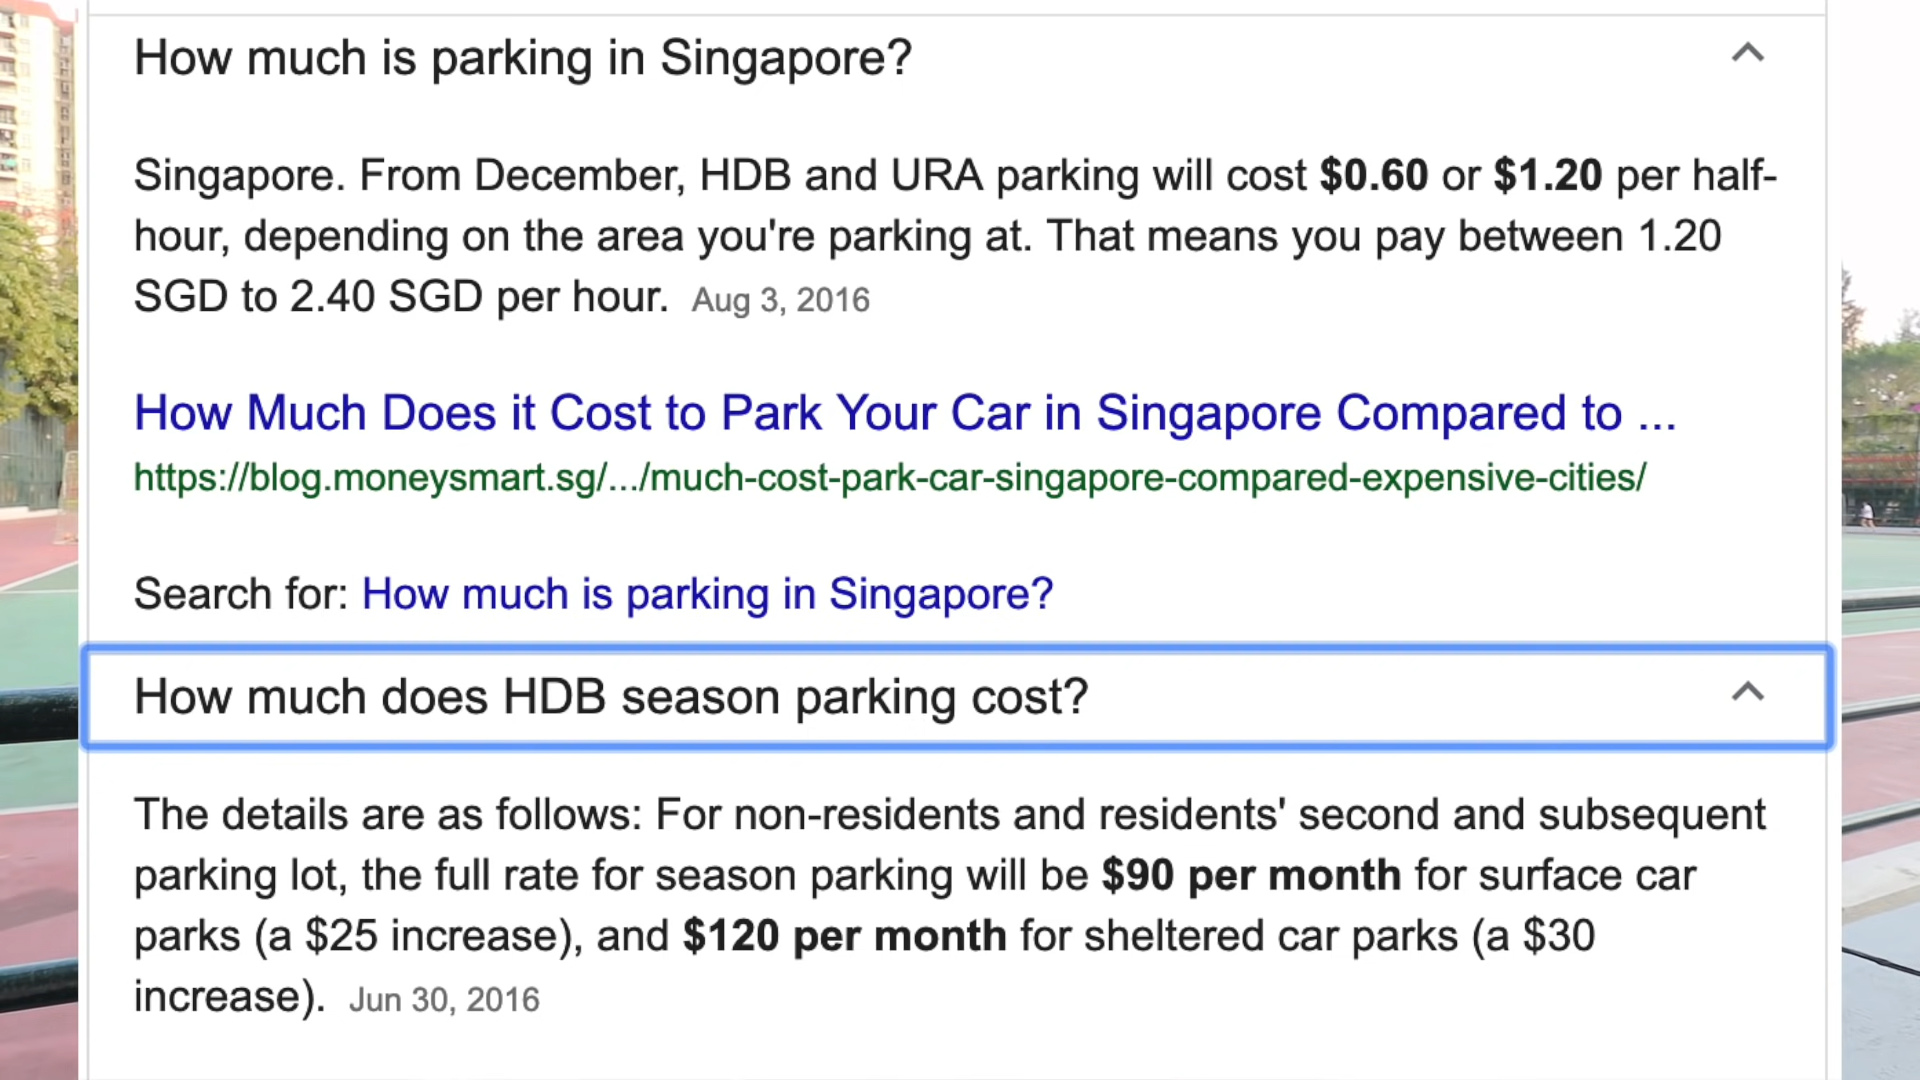 How much is parking in Singapore?
Singapore. From December, HDB and URA parking will cost $0.60 or $1.20 per half-
hour, depending on the area you're parking at. That means you pay between 1.20
SGD to 2.40 SGD per hour. Aug 3, 2016
How Much Does it Cost to Park Your Car in Singapore Compared to ...
https://blog.moneysmart.sg/.../much-cost-park-car-singapore-compared-expensive-cities/
Search for: How much is parking in Singapore?
How much does HDB season parking cost?
The details are as follows: For non-residents and residents' second and subsequent
parking lot, the full rate for season parking will be $90 per month for surface car
parks (a $25 increase), and $120 per month for sheltered car parks (a $30
increase). Jun 30, 2016